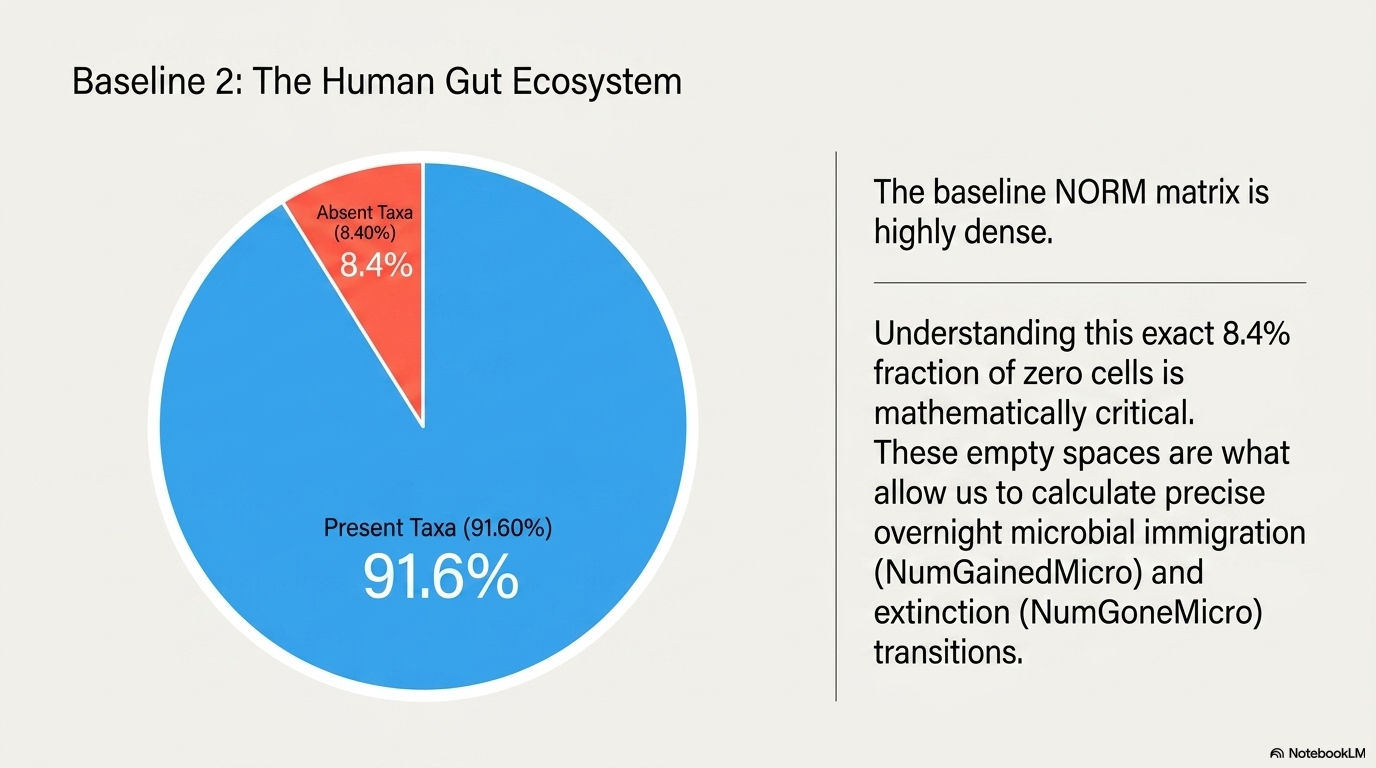 Baseline 2: The Human Gut Ecosystem
Absent Taxa
(8.40%)
8.4%
Present Taxa (91.60%)
91.6%
The baseline NORM matrix is
highly dense.
Understanding this exact 8.4%
fraction of zero cells is
mathematically critical.
These empty spaces are what
allow us to calculate precise
overnight microbial immigration
(NumGainedMicro) and
extinction (NumGoneMicro)
transitions.
NotebookLM